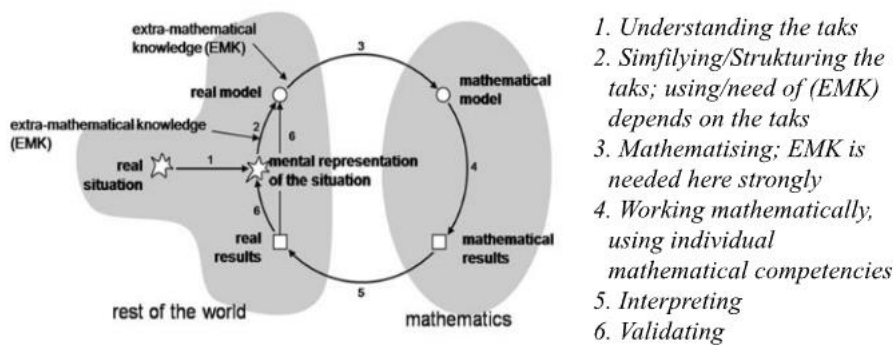 extra-mathematical
knowledge (EMK)
3
real model
mathematical
model
extra-mathematical knowledge
(EMK)
2
6
1
real
situation
mental representation
of the situation
4
6
real
results
mathematical
results
5
rest of the world
mathematics
1. Understanding the taks
2. Simfilying/Strukturing the
taks; using/need of (EMK)
depends on the taks
3. Mathematising; EMK is
needed here strongly
4. Working mathematically,
using individual
mathematical competencies
5. Interpreting
6. Validating